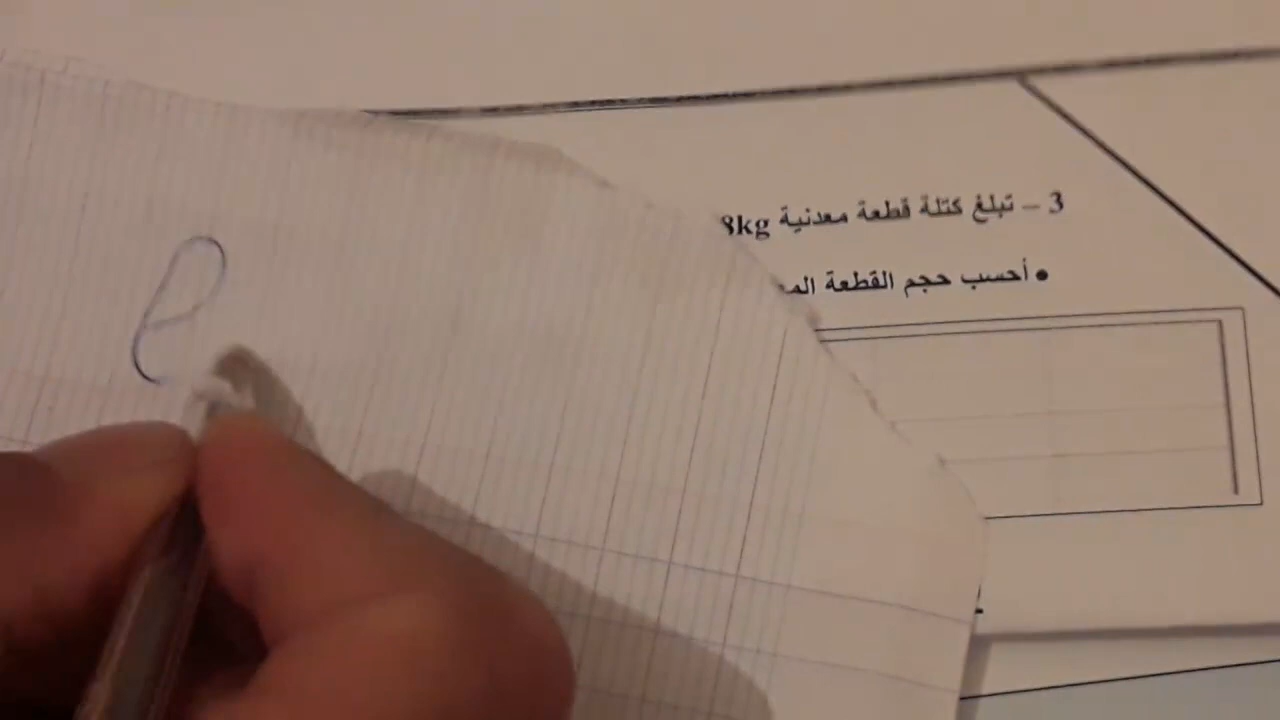 3 – تبلغ كتلة قطعة معدنية 8kg
• أحسب حجم القطعة
e